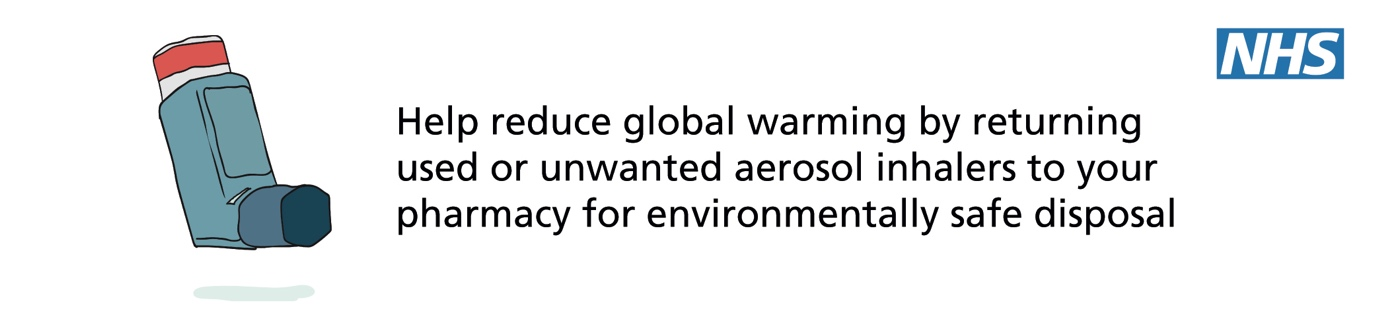 NHS
Help reduce global warming by returning
used or unwanted aerosol inhalers to your
pharmacy for environmentally safe disposal